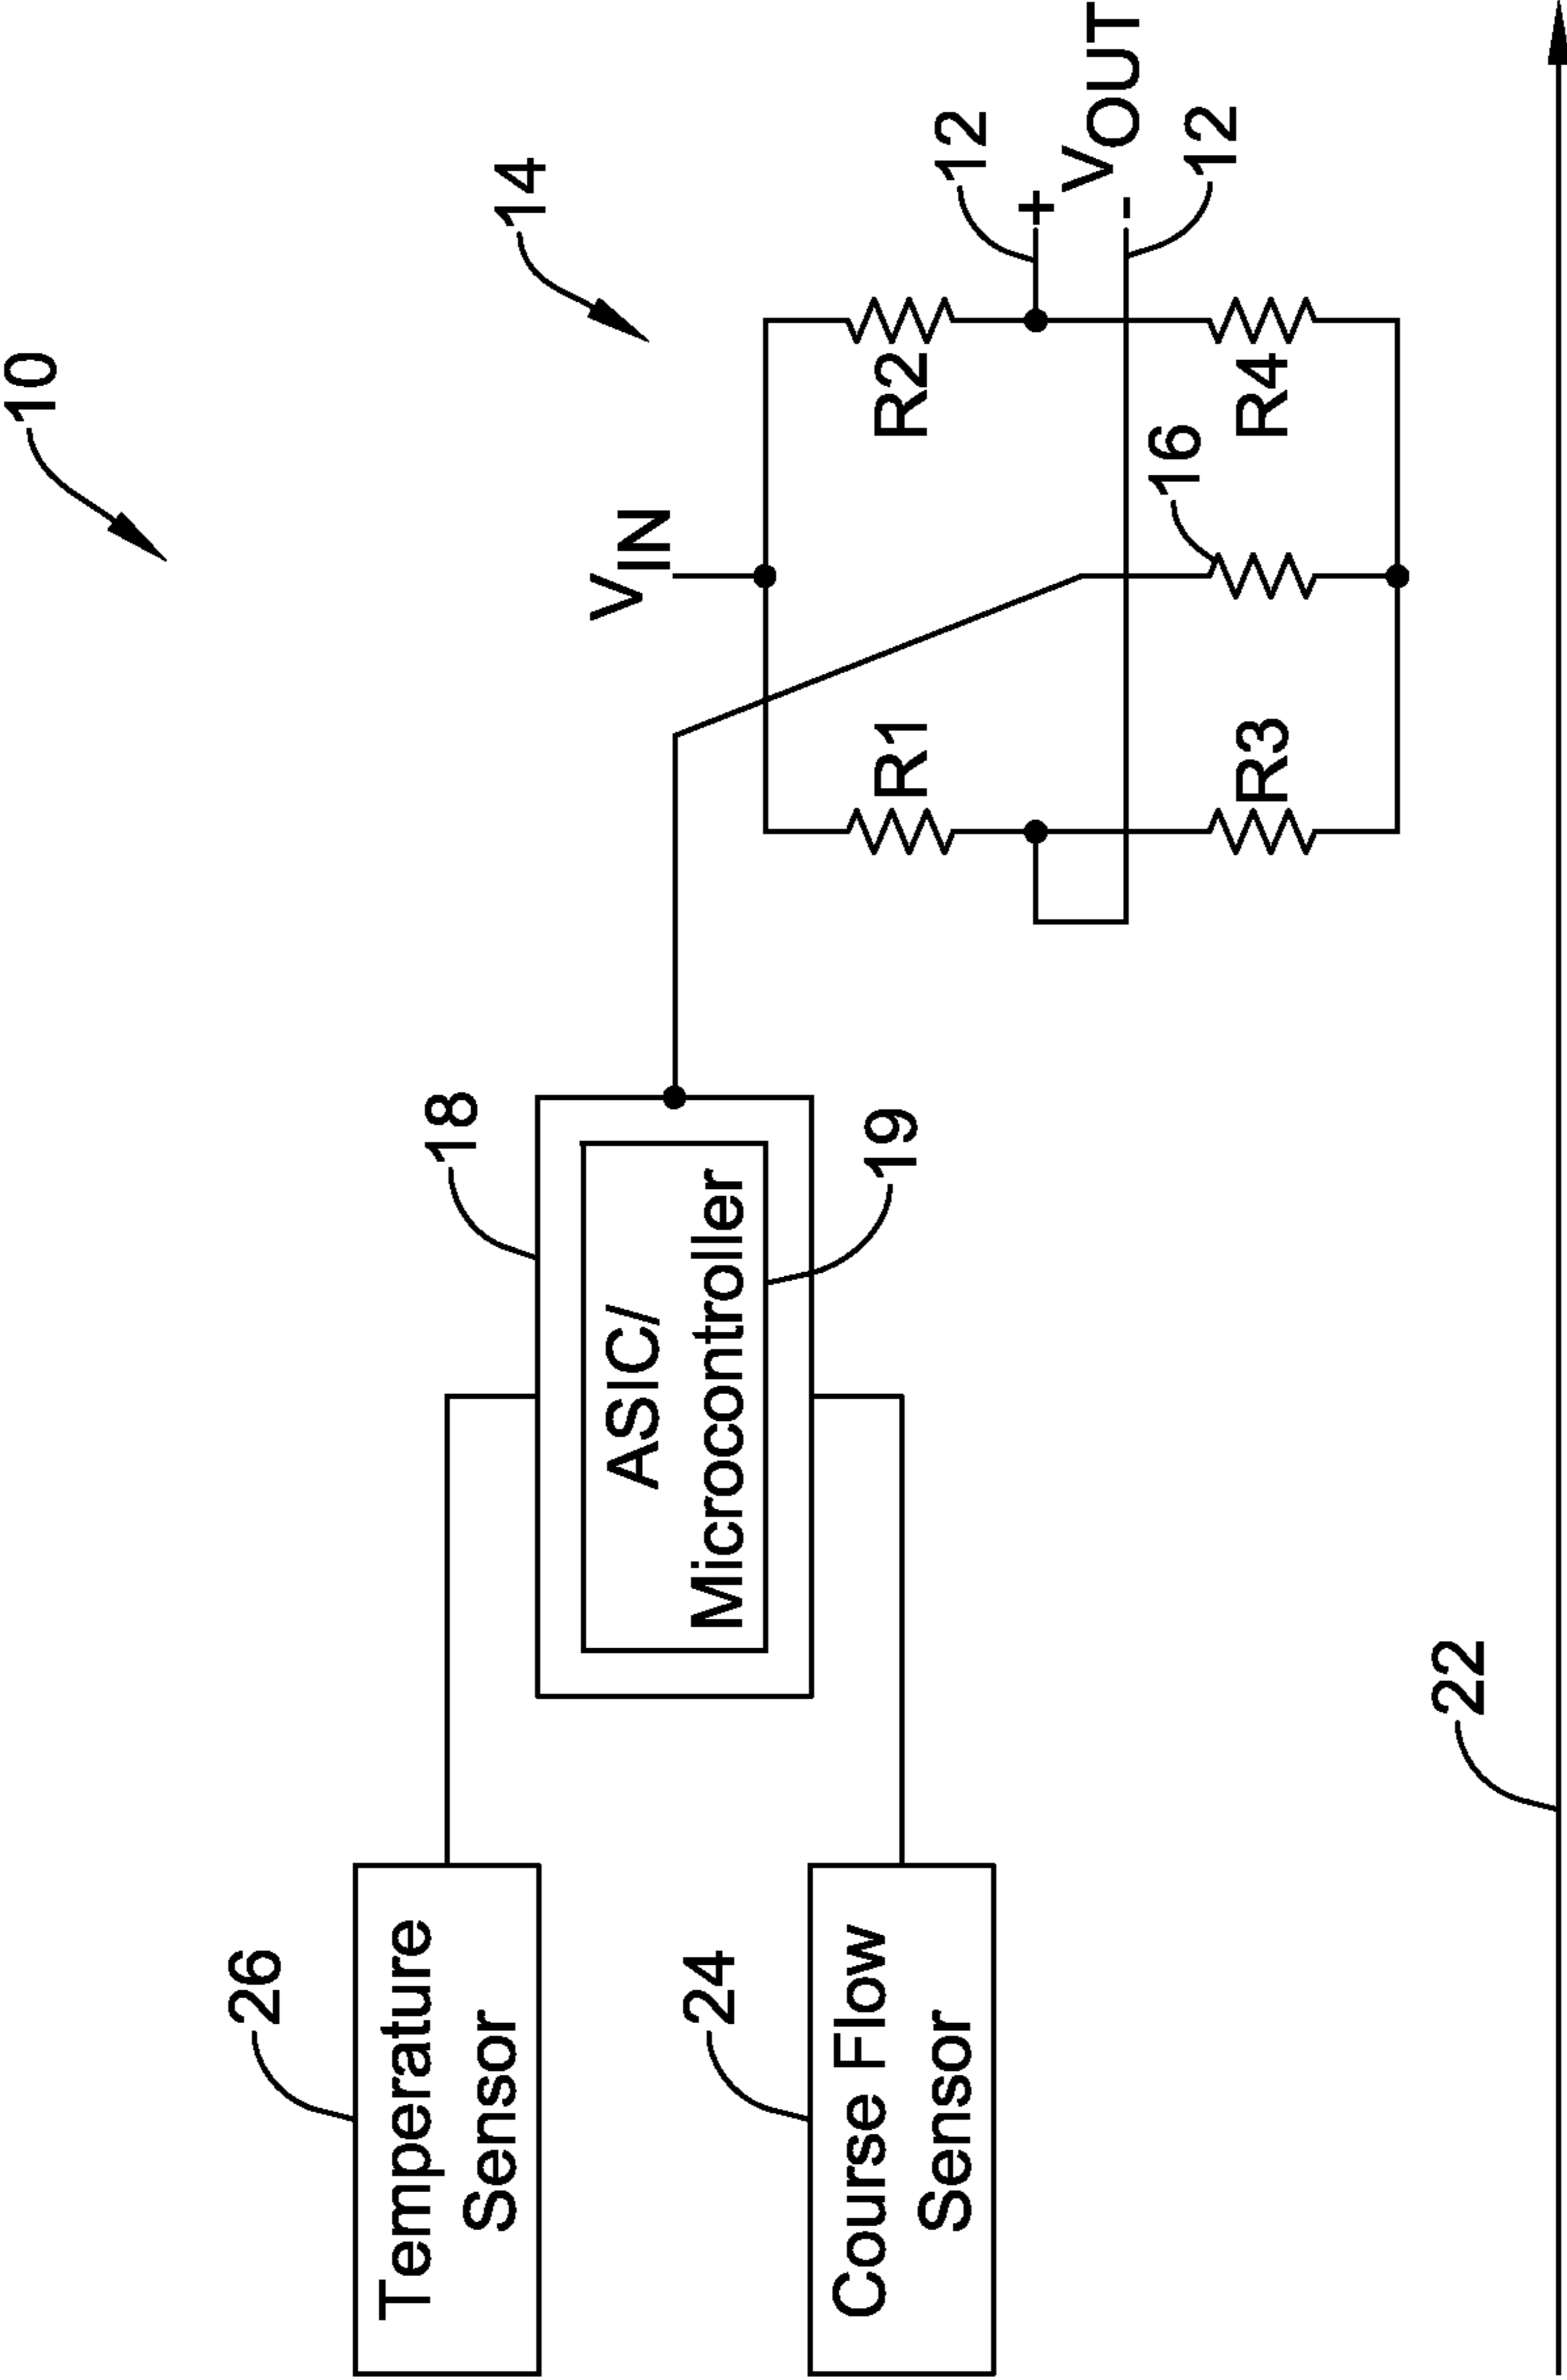 10
14
18
26
Temperature
Sensor
ASIC/
Microcontroller
19
24
Course Flow
Sensor
VIN
R1
R2
12
+
VOUT
-
12
16
R3
R4
22